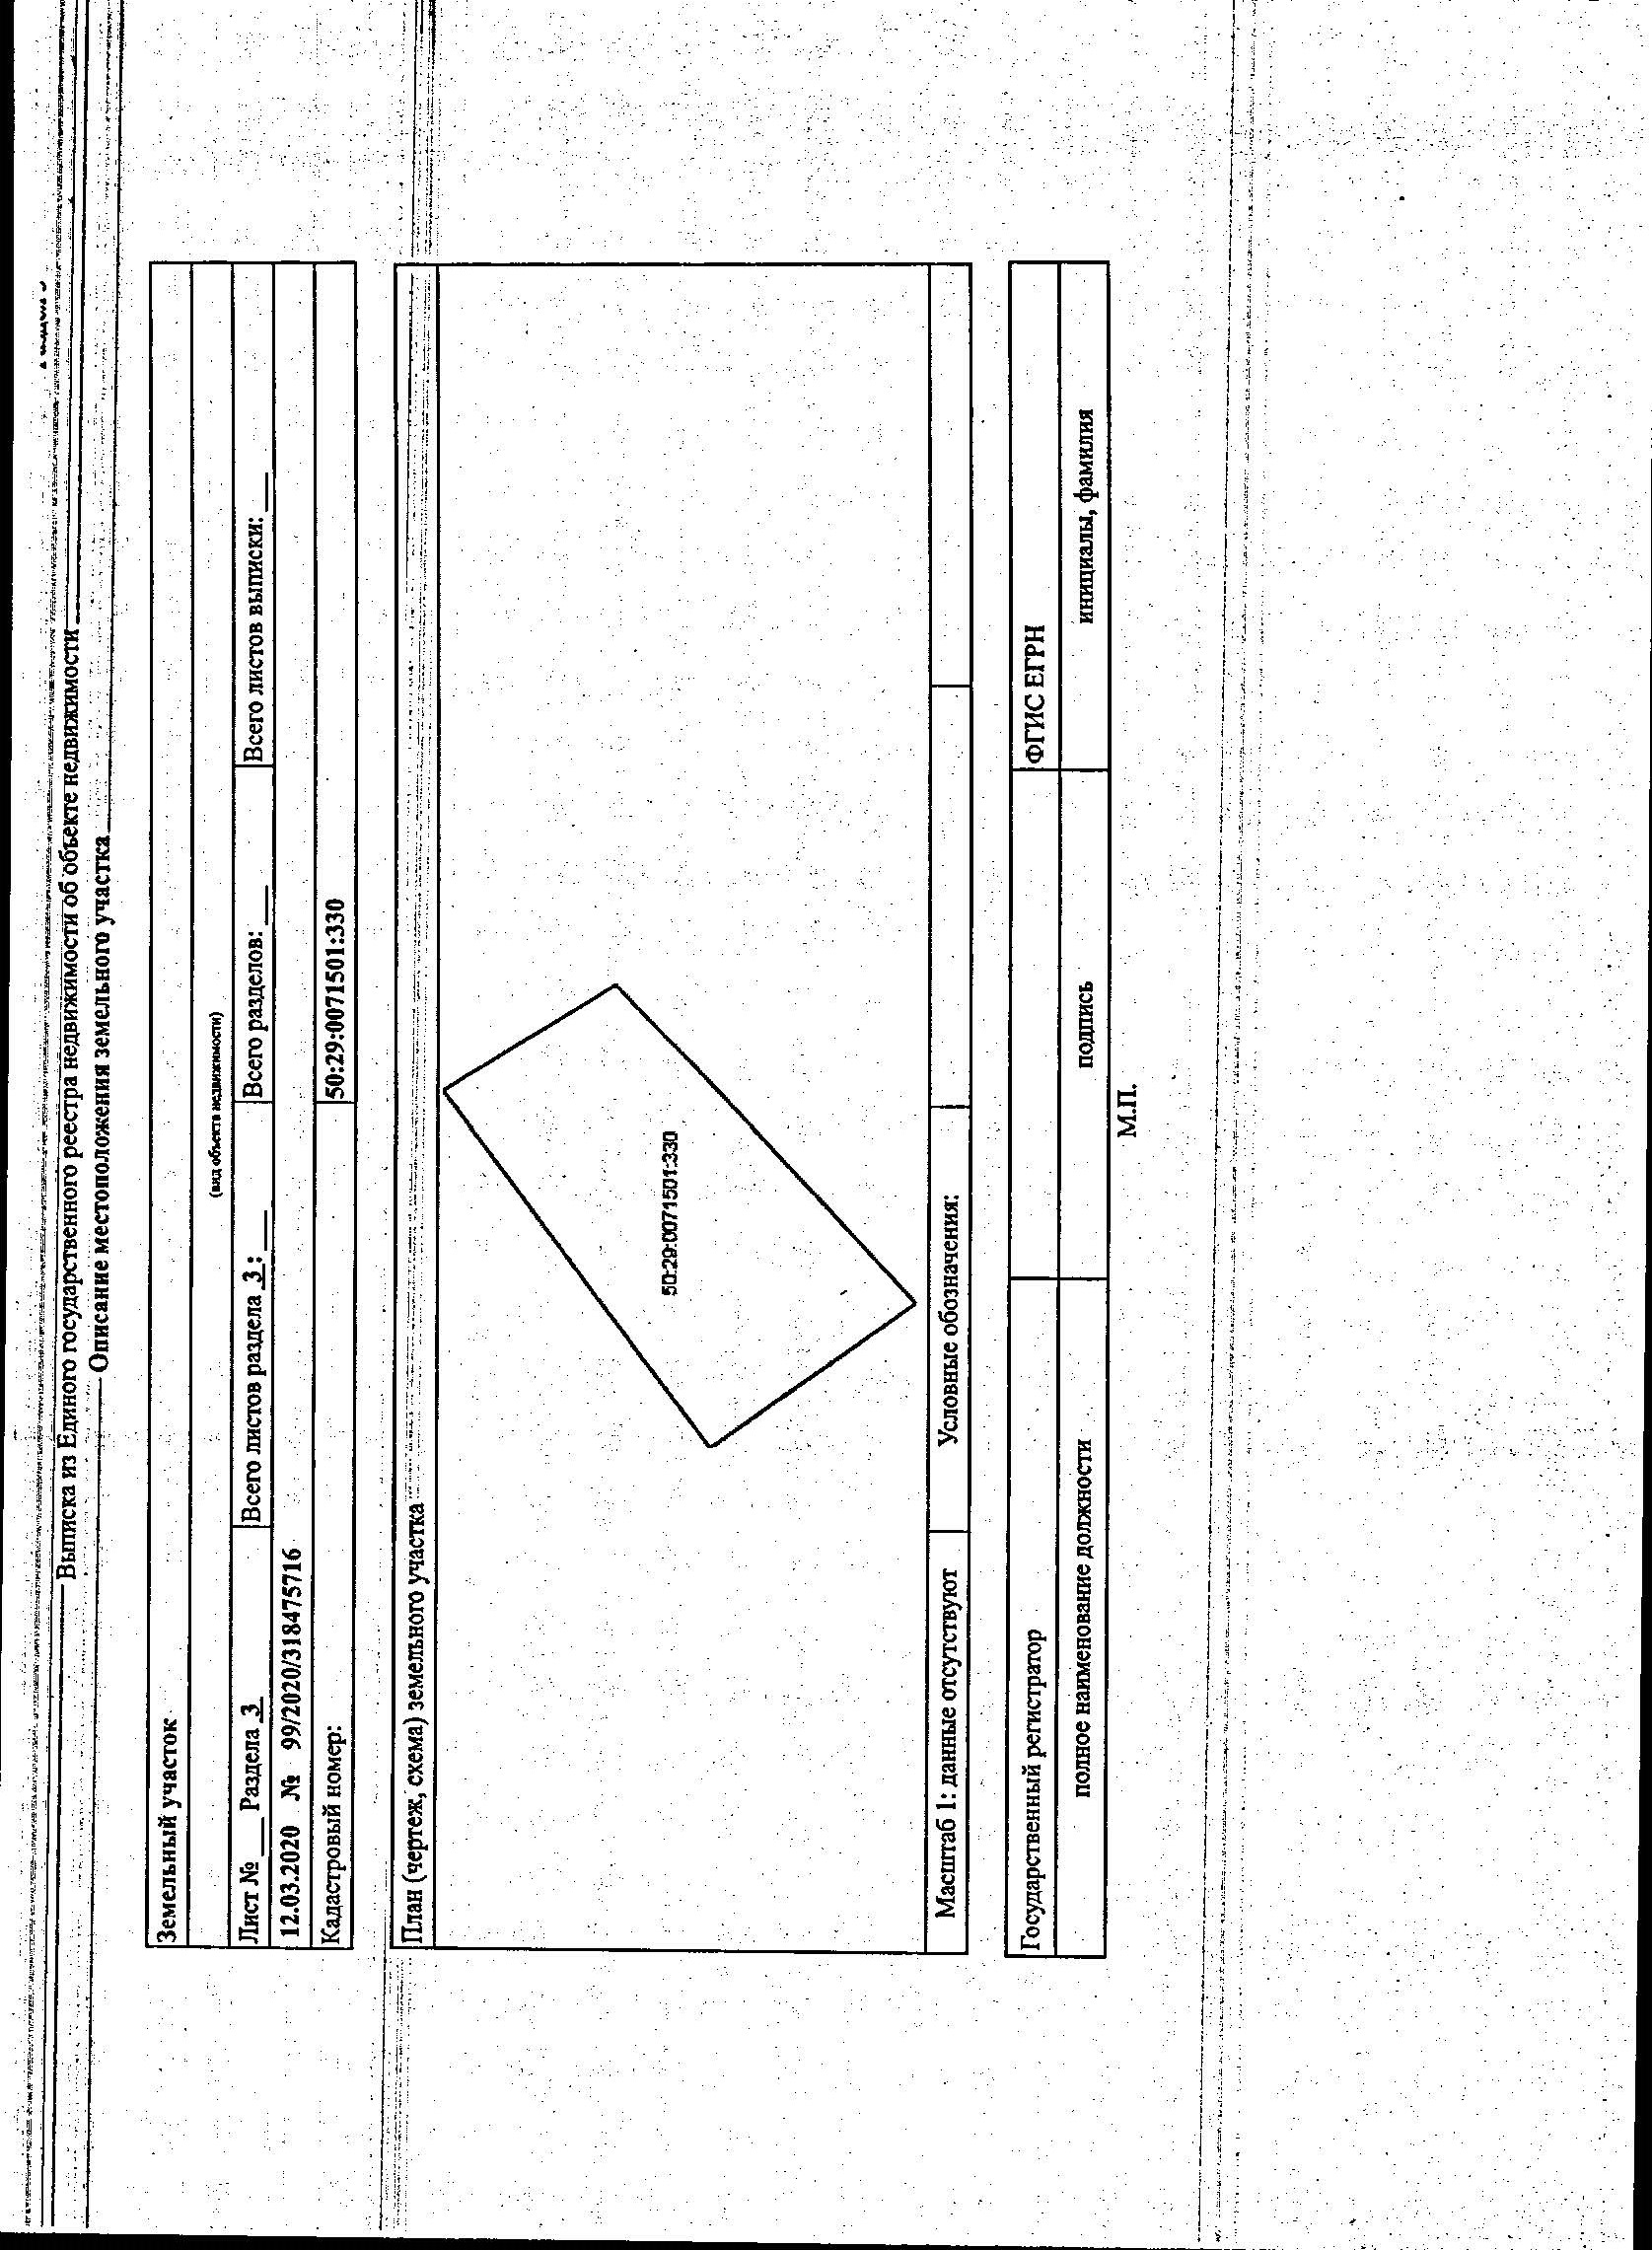 Выписка из Единого государственного реестра недвижимости об объекте недвижимости
Описание местоположения земельного участка
Земельный участок
(вид объекта недвижимости)
Лист № ___ Раздела 3 Всего листов раздела 3 : ___ Всего разделов: ___ Всего листов выписки: ___
12.03.2020 № 99/2020/318475716
Кадастровый номер: 50:29:0071501:330
План (чертеж, схема) земельного участка
50:29:0071501:330
Масштаб 1: данные отсутствуют Условные обозначения:
Государственный регистратор ФГИС ЕГРН
полное наименование должности подпись инициалы, фамилия
М.П.